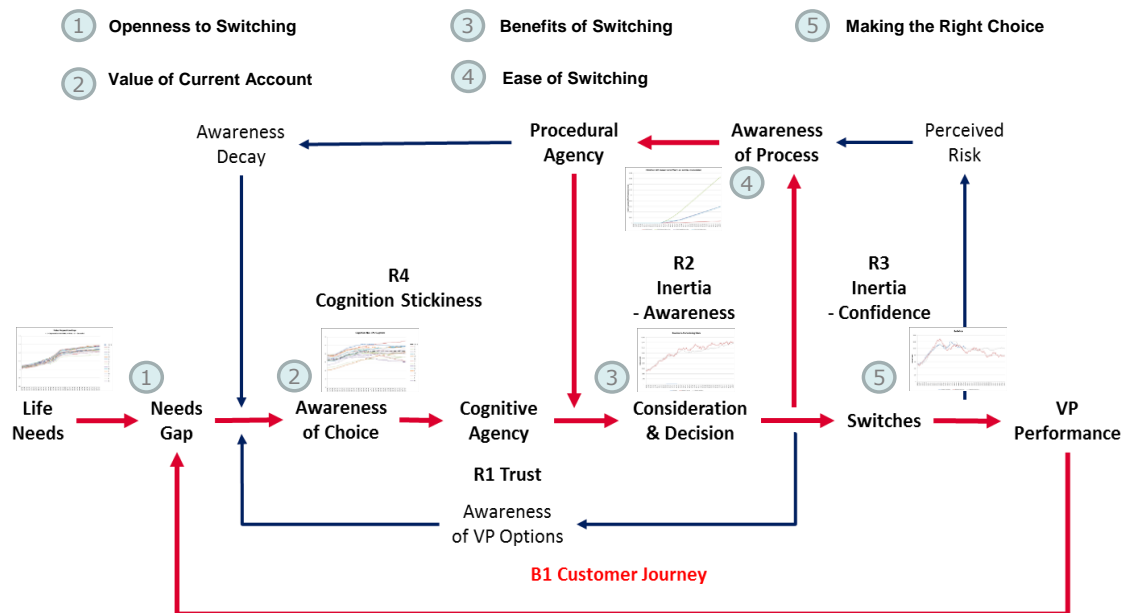 1 Openness to Switching
3 Benefits of Switching
5 Making the Right Choice
2 Value of Current Account
4 Ease of Switching
Awareness
Decay
Procedural
Agency
Awareness
of Process
Perceived
Risk
4
R4
Cognition Stickiness
R2
Inertia
- Awareness
R3
Inertia
- Confidence
1
2
3
5
Life
Needs
Needs
Gap
Awareness
of Choice
Cognitive
Agency
Consideration
& Decision
Switches
VP
Performance
R1 Trust
Awareness
of VP Options
B1 Customer Journey